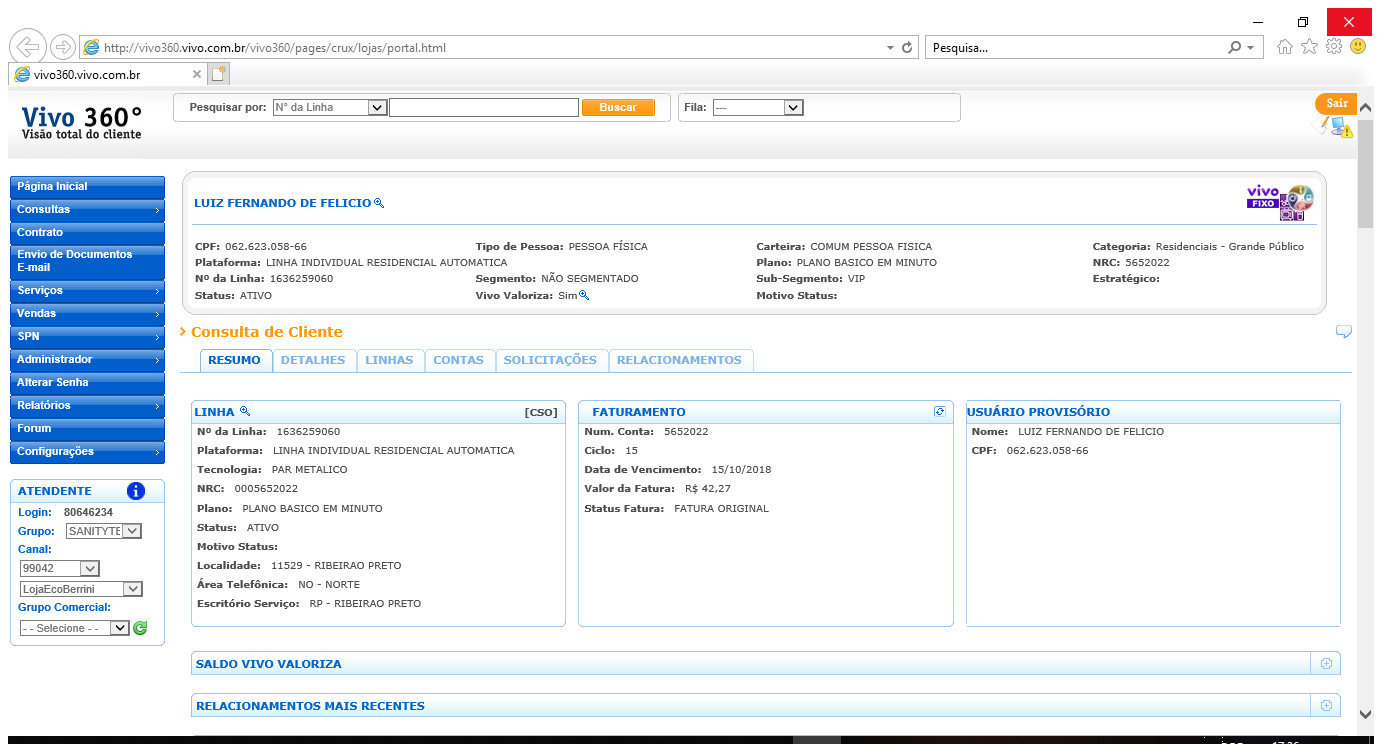 http://vivo360.vivo.com.br/vivo360/pages/crux/lojas/portal.html
Pesquisa...
vivo360.vivo.com.br
Vivo 360°
Visão total do cliente
Pesquisar por: N° da Linha Buscar Fila: ---
Sair
Página Inicial
Consultas
Contrato
Envio de Documentos
E-mail
Serviços
Vendas
SPN
Administrador
Alterar Senha
Relatórios
Forum
Configurações
ATENDENTE
Login: 80646234
Grupo: SANITYTE
Canal:
99042
LojaEcoBerrini
Grupo Comercial:
- - Selecione - -
LUIZ FERNANDO DE FELICIO
vivo
FIXO
CPF: 062.623.058-66 Tipo de Pessoa: PESSOA FÍSICA Carteira: COMUM PESSOA FISICA Categoria: Residenciais - Grande Público
Plataforma: LINHA INDIVIDUAL RESIDENCIAL AUTOMATICA Plano: PLANO BASICO EM MINUTO NRC: 5652022
Nº da Linha: 1636259060 Segmento: NÃO SEGMENTADO Sub-Segmento: VIP Estratégico:
Status: ATIVO Vivo Valoriza: Sim Motivo Status:
Consulta de Cliente
RESUMO DETALHES LINHAS CONTAS SOLICITAÇÕES RELACIONAMENTOS
LINHA [CSO]
Nº da Linha: 1636259060
Plataforma: LINHA INDIVIDUAL RESIDENCIAL AUTOMATICA
Tecnologia: PAR METALICO
NRC: 0005652022
Plano: PLANO BASICO EM MINUTO
Status: ATIVO
Motivo Status:
Localidade: 11529 - RIBEIRAO PRETO
Área Telefônica: NO - NORTE
Escritório Serviço: RP - RIBEIRAO PRETO
FATURAMENTO
Num. Conta: 5652022
Ciclo: 15
Data de Vencimento: 15/10/2018
Valor da Fatura: R$ 42,27
Status Fatura: FATURA ORIGINAL
USUÁRIO PROVISÓRIO
Nome: LUIZ FERNANDO DE FELICIO
CPF: 062.623.058-66
SALDO VIVO VALORIZA
RELACIONAMENTOS MAIS RECENTES